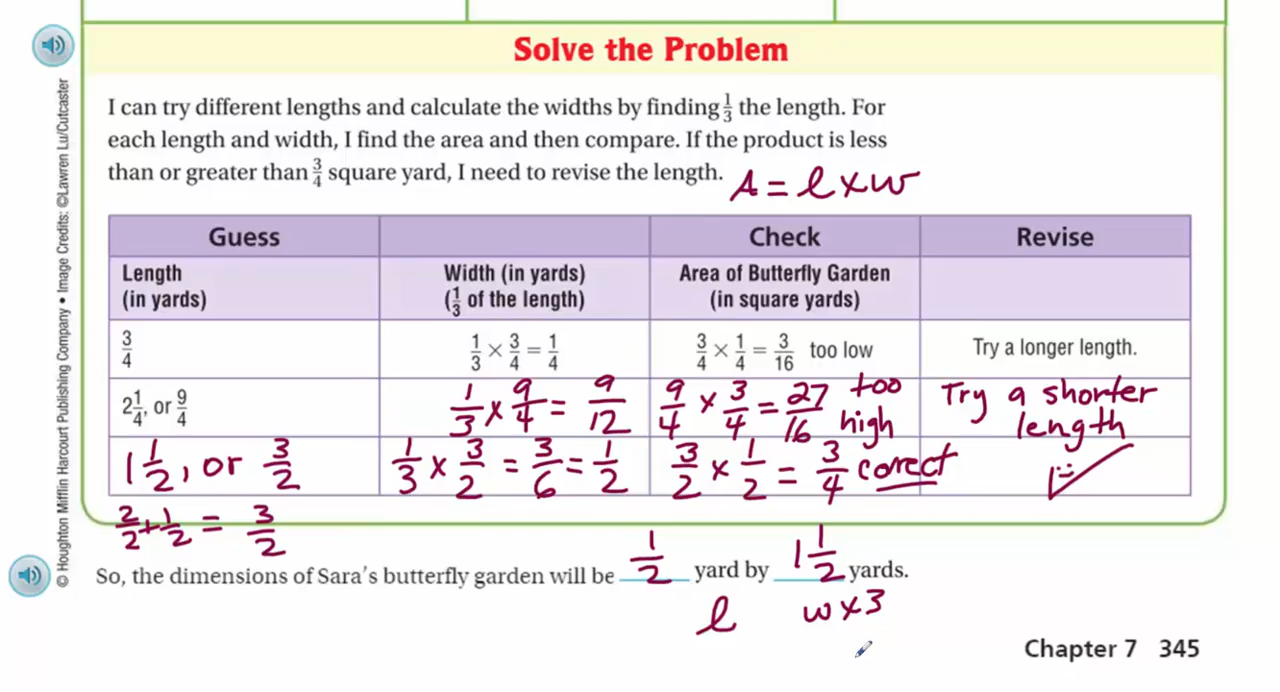 Solve the Problem
I can try different lengths and calculate the widths by finding 1/3 the length. For
each length and width, I find the area and then compare. If the product is less
than or greater than 3/4 square yard, I need to revise the length.
A = l x w
Guess Check Revise
Length
(in yards)
Width (in yards)
(1/3 of the length)
Area of Butterfly Garden
(in square yards)
3/4
1/3 × 3/4 = 1/4
3/4 × 1/4 = 3/16 too low
Try a longer length.
2 1/4, or 9/4
1/3 x 9/4 = 9/12
9/4 x 3/4 = 27/16 too
high
Try a shorter
length
1 1/2, or 3/2
1/3 x 3/2 = 3/6 = 1/2
3/2 x 1/2 = 3/4 correct
2/2 + 1/2 = 3/2
So, the dimensions of Sara's butterfly garden will be 1/2 yard by 1 1/2 yards.
l w x 3
Chapter 7 345
© Houghton Mifflin Harcourt Publishing Company • Image Credits: ©Lawren Lu/Cutcaster